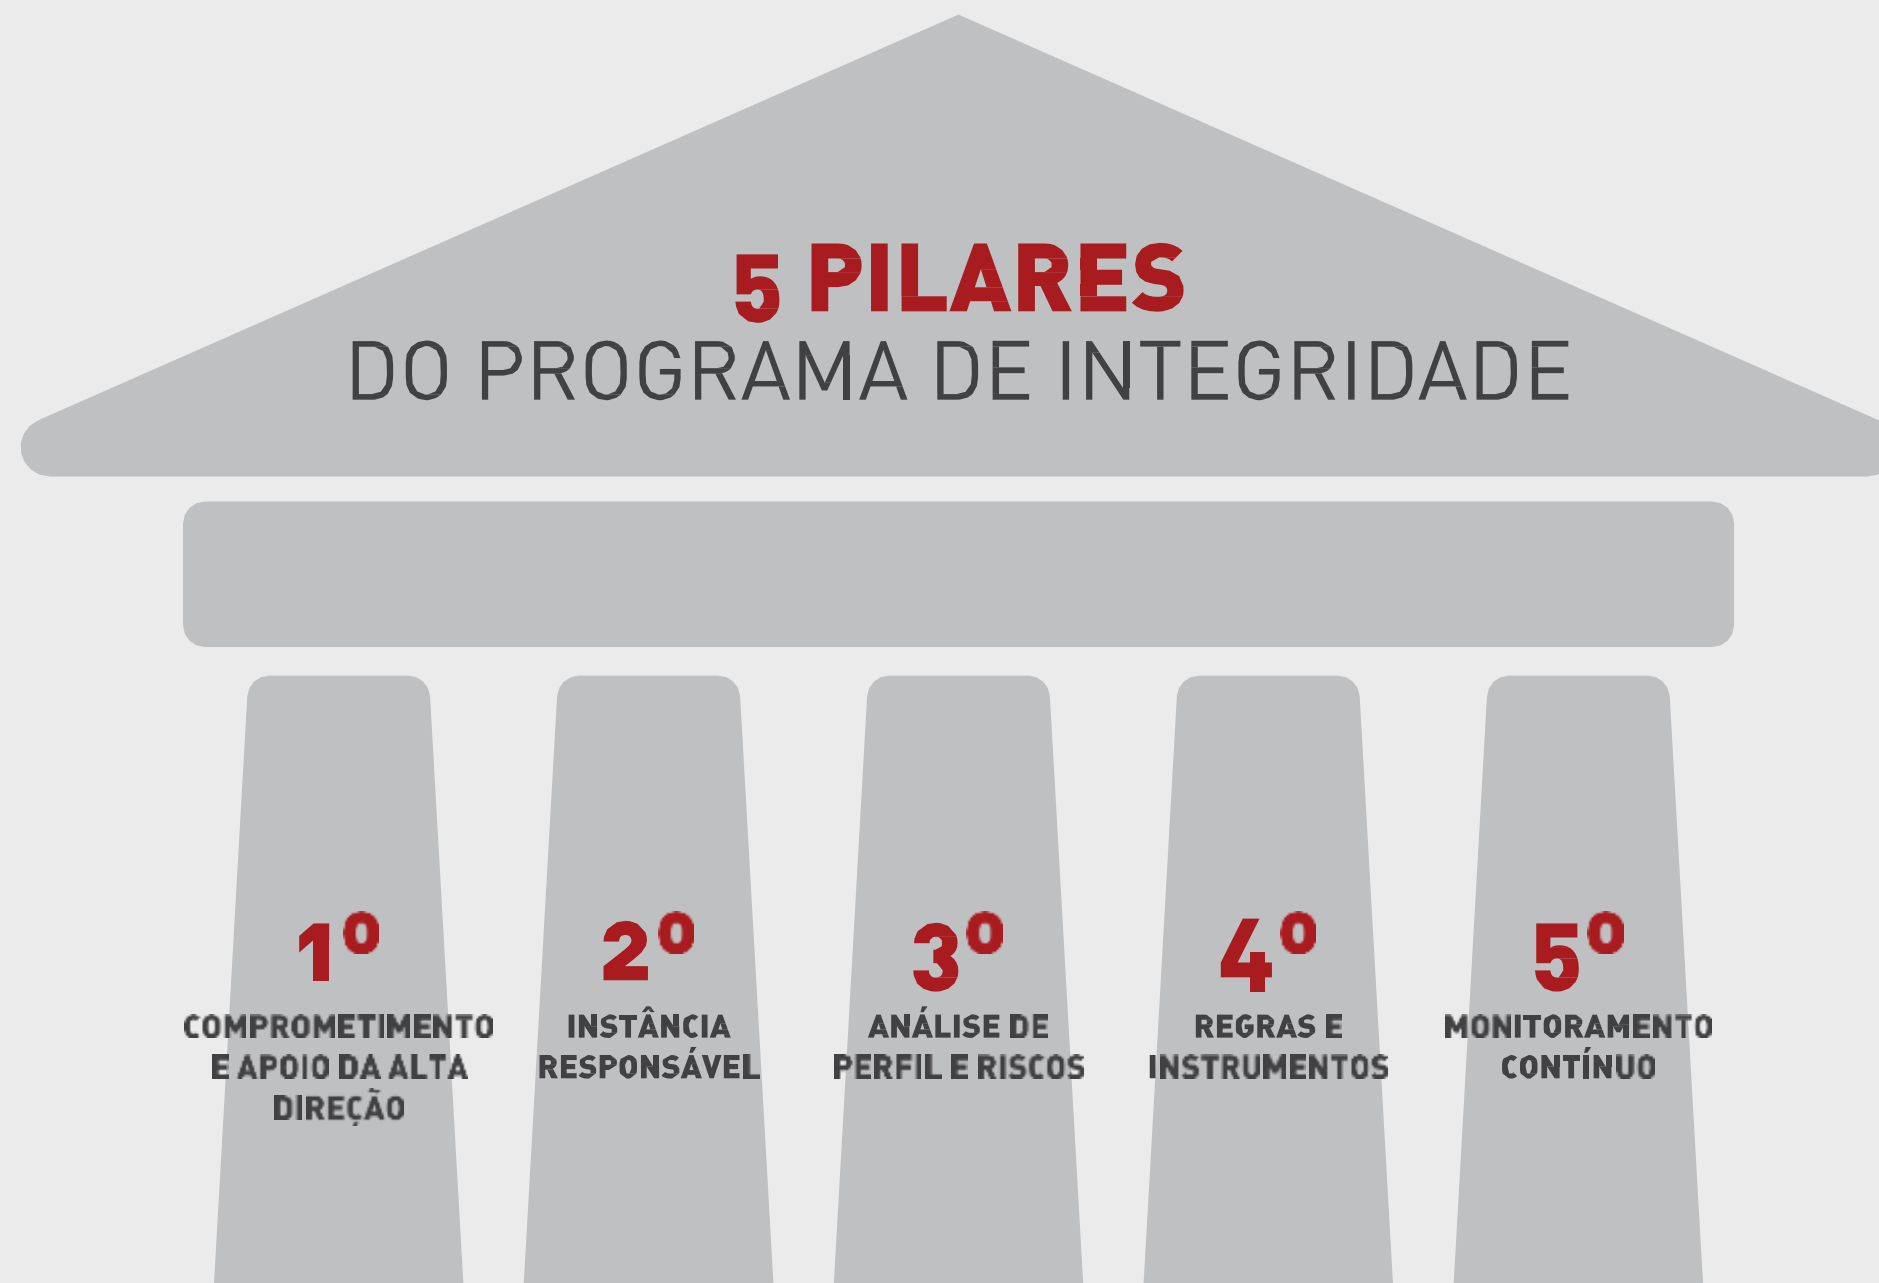 5 PILARES
DO PROGRAMA DE INTEGRIDADE
1º
COMPROMETIMENTO
E APOIO DA ALTA
DIREÇÃO
2º
INSTÂNCIA
RESPONSÁVEL
3º
ANÁLISE DE
PERFIL E RISCOS
4º
REGRAS E
INSTRUMENTOS
5º
MONITORAMENTO
CONTÍNUO